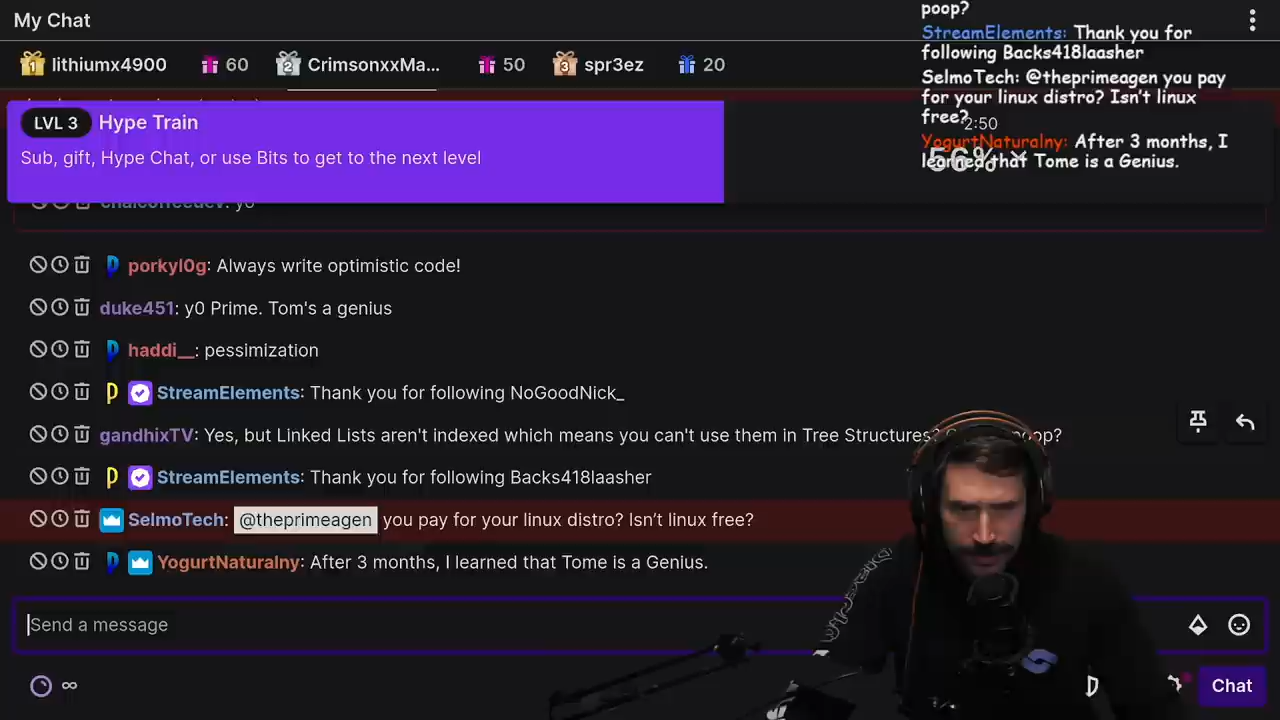 My Chat
poop?
StreamElements: Thank you for
following Backs418laasher
SelmoTech: @theprimeagen you pay
for your linux distro? Isn't linux
free?
YogurtNaturalny: After 3 months, I
learned that Tome is a Genius.
1 lithiumx4900 60 2 CrimsonxxMa... 50 3 spr3ez 20
LVL 3 Hype Train
2:50
Sub, gift, Hype Chat, or use Bits to get to the next level
56%
chaicoffeedev: yo
porkyl0g: Always write optimistic code!
duke451: y0 Prime. Tom's a genius
haddi__: pessimization
StreamElements: Thank you for following NoGoodNick_
gandhixTV: Yes, but Linked Lists aren't indexed which means you can't use them in Tree Structures? poop?
StreamElements: Thank you for following Backs418laasher
SelmoTech: @theprimeagen you pay for your linux distro? Isn't linux free?
YogurtNaturalny: After 3 months, I learned that Tome is a Genius.
Send a message
Chat